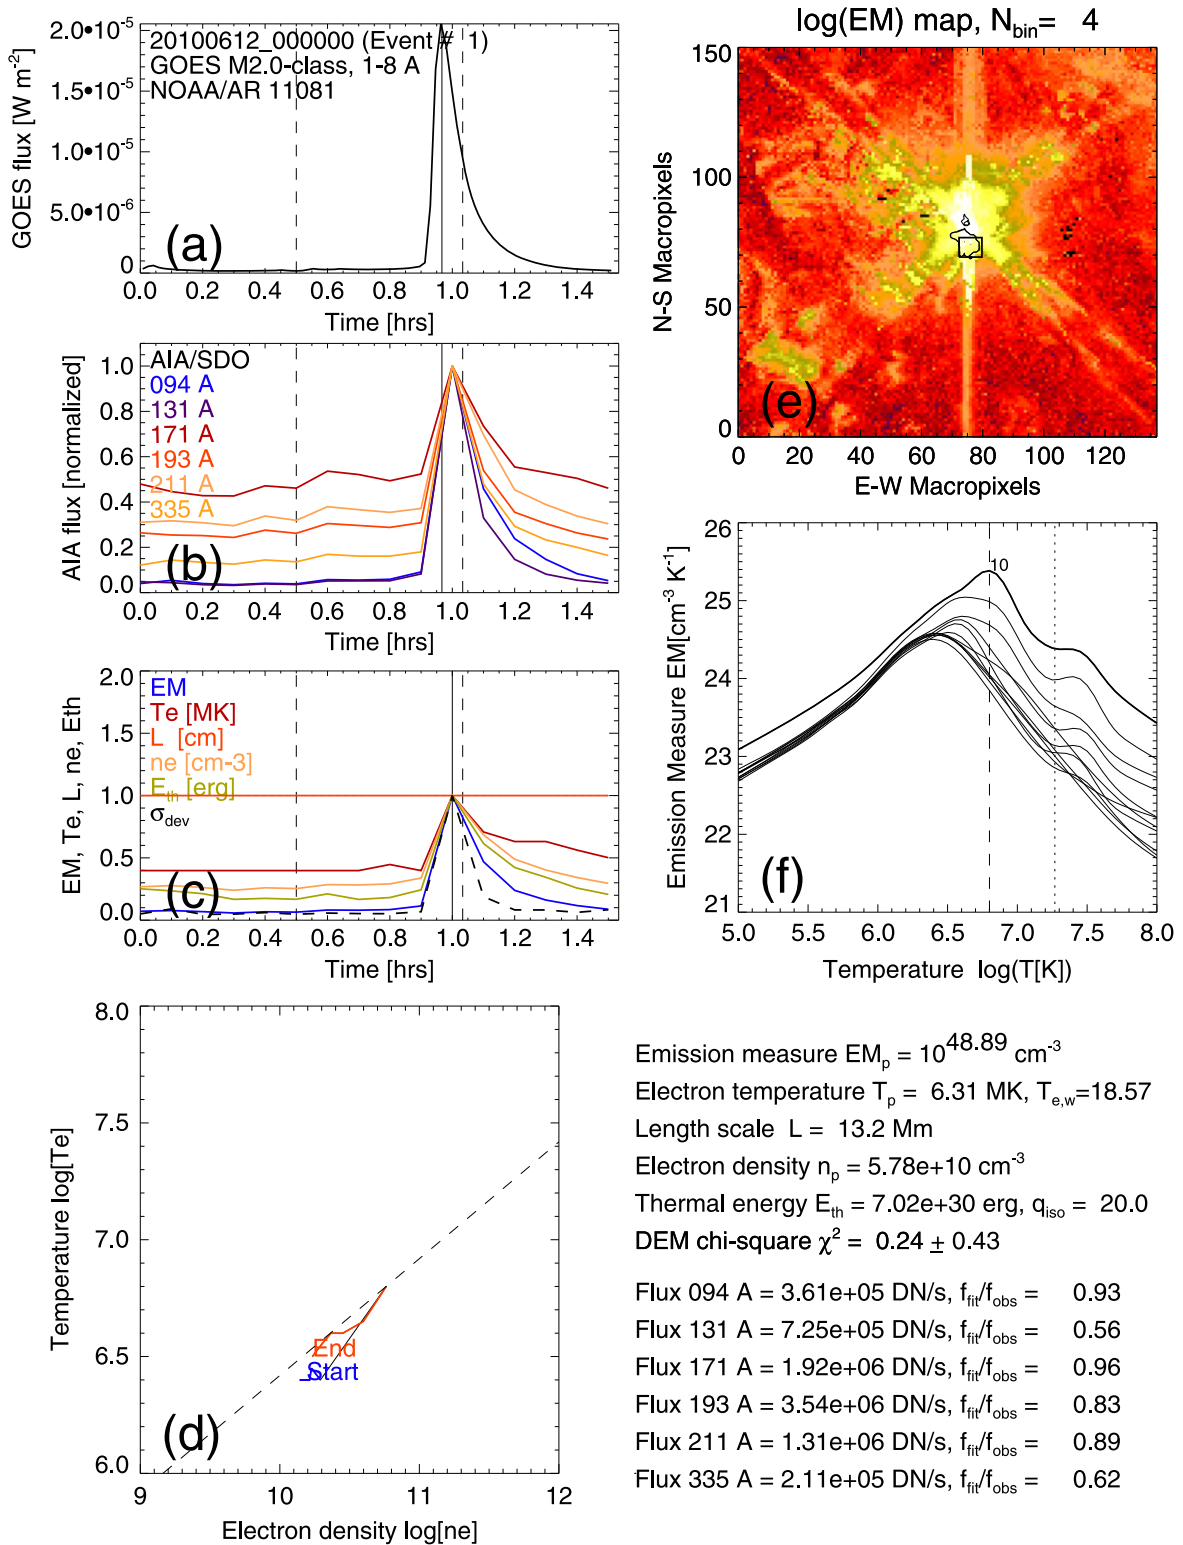 20100612_000000 (Event # 1)
GOES M2.0-class, 1-8 A
NOAA/AR 11081
GOES flux [W m-2]
2.0•10-5
1.5•10-5
1.0•10-5
5.0•10-6
0
(a)
0.0 0.2 0.4 0.6 0.8 1.0 1.2 1.4
Time [hrs]
AIA/SDO
094 A
131 A
171 A
193 A
211 A
335 A
AIA flux [normalized]
1.0
0.8
0.6
0.4
0.2
0.0
(b)
0.0 0.2 0.4 0.6 0.8 1.0 1.2 1.4
Time [hrs]
EM
Te [MK]
L [cm]
ne [cm-3]
Eth [erg]
σdev
EM, Te, L, ne, Eth
2.0
1.5
1.0
0.5
0.0
(c)
0.0 0.2 0.4 0.6 0.8 1.0 1.2 1.4
Time [hrs]
Temperature log[Te]
8.0
7.5
7.0
6.5
6.0
End
Start
(d)
9 10 11 12
Electron density log[ne]
log(EM) map, Nbin= 4
N-S Macropixels
150
100
50
0
(e)
0 20 40 60 80 100 120
E-W Macropixels
Emission Measure EM[cm-3 K-1]
26
25
24
23
22
21
10
(f)
5.0 5.5 6.0 6.5 7.0 7.5 8.0
Temperature log(T[K])
Emission measure EMp = 10^48.89 cm-3
Electron temperature Tp = 6.31 MK, Te,w=18.57
Length scale L = 13.2 Mm
Electron density np = 5.78e+10 cm-3
Thermal energy Eth = 7.02e+30 erg, qiso = 20.0
DEM chi-square χ2 = 0.24 ± 0.43
Flux 094 A = 3.61e+05 DN/s, ffit/fobs = 0.93
Flux 131 A = 7.25e+05 DN/s, ffit/fobs = 0.56
Flux 171 A = 1.92e+06 DN/s, ffit/fobs = 0.96
Flux 193 A = 3.54e+06 DN/s, ffit/fobs = 0.83
Flux 211 A = 1.31e+06 DN/s, ffit/fobs = 0.89
Flux 335 A = 2.11e+05 DN/s, ffit/fobs = 0.62